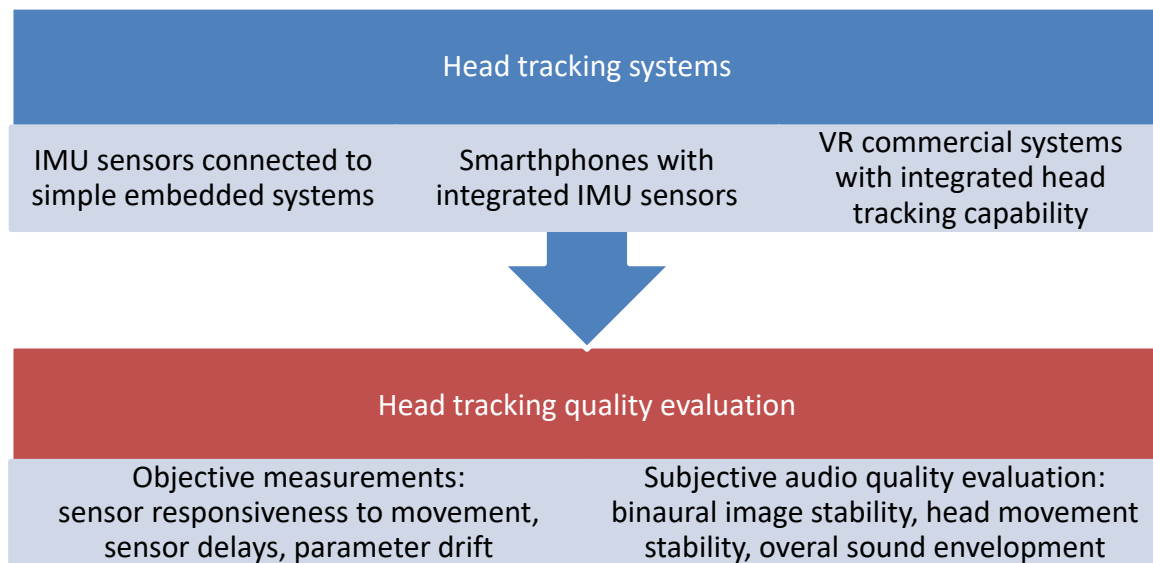 Head tracking systems
IMU sensors connected to
simple embedded systems
Smarthphones with
integrated IMU sensors
VR commercial systems
with integrated head
tracking capability
Head tracking quality evaluation
Objective measurements:
sensor responsiveness to movement,
sensor delays, parameter drift
Subjective audio quality evaluation:
binaural image stability, head movement
stability, overal sound envelopment